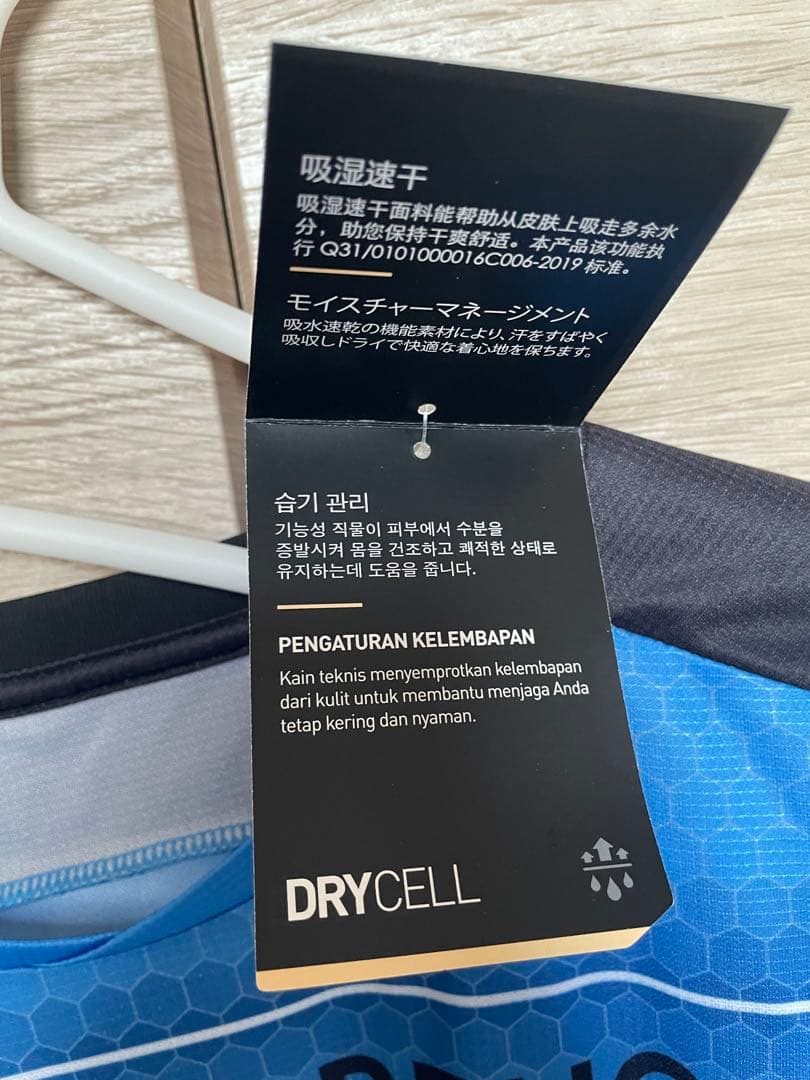 吸湿速干
吸湿速干面料能帮助从皮肤上吸走多余水
分，助您保持干爽舒适。本产品该功能执
行 Q31/0101000016C006-2019 标准。
モイスチャーマネージメント
吸水速乾の機能素材により、汗をすばやく
吸収しドライで快適な着心地を保ちます。
습기 관리
기능성 직물이 피부에서 수분을
증발시켜 몸을 건조하고 쾌적한 상태로
유지하는데 도움을 줍니다.
PENGATURAN KELEMBAPAN
Kain teknis menyemprotkan kelembapan
dari kulit untuk membantu menjaga Anda
tetap kering dan nyaman.
DRYCELL